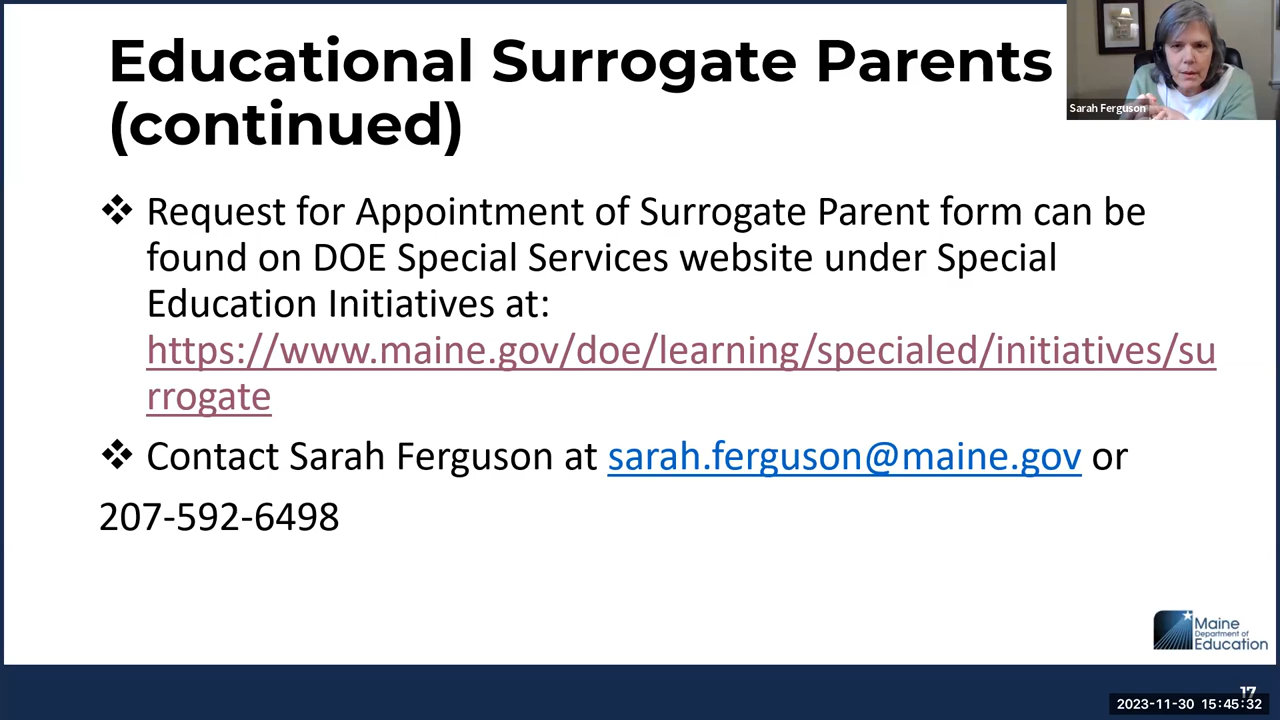 Educational Surrogate Parents
(continued)
Sarah Ferguson
❖ Request for Appointment of Surrogate Parent form can be
found on DOE Special Services website under Special
Education Initiatives at:
https://www.maine.gov/doe/learning/specialed/initiatives/su
rrogate
❖ Contact Sarah Ferguson at sarah.ferguson@maine.gov or
207-592-6498
Maine
Department of
Education
17
2023-11-30 15:45:32